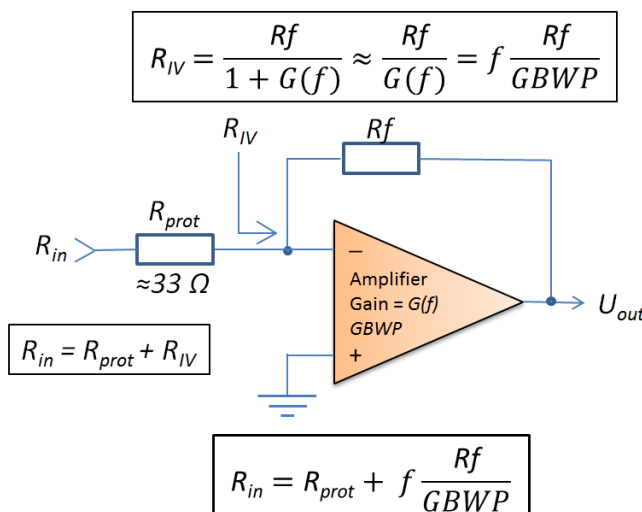 R_IV = Rf / (1 + G(f)) ≈ Rf / G(f) = f Rf / GBWP
R_IV
Rf
R_prot
R_in
≈33 Ω
−
Amplifier
Gain = G(f)
GBWP
+
U_out
R_in = R_prot + R_IV
R_in = R_prot + f Rf / GBWP